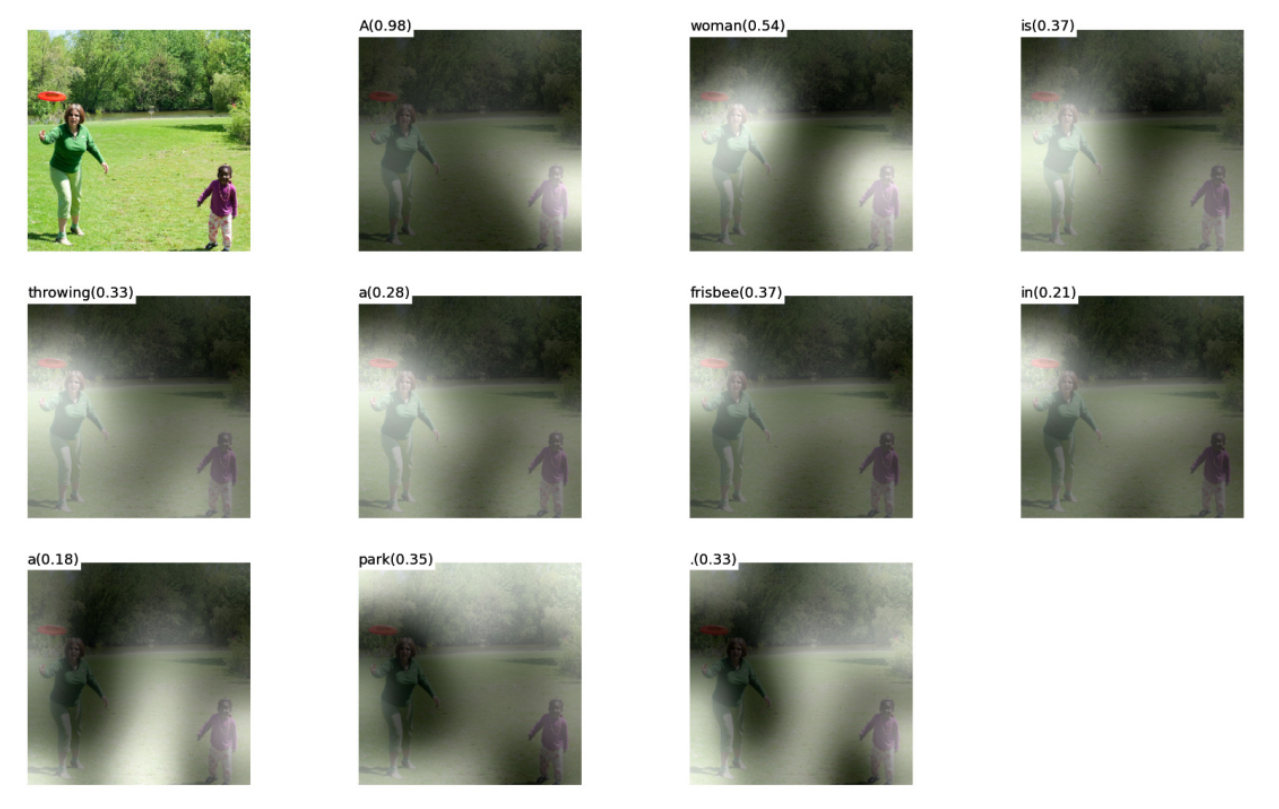 A(0.98)
woman(0.54)
is(0.37)
throwing(0.33)
a(0.28)
frisbee(0.37)
in(0.21)
a(0.18)
park(0.35)
.(0.33)